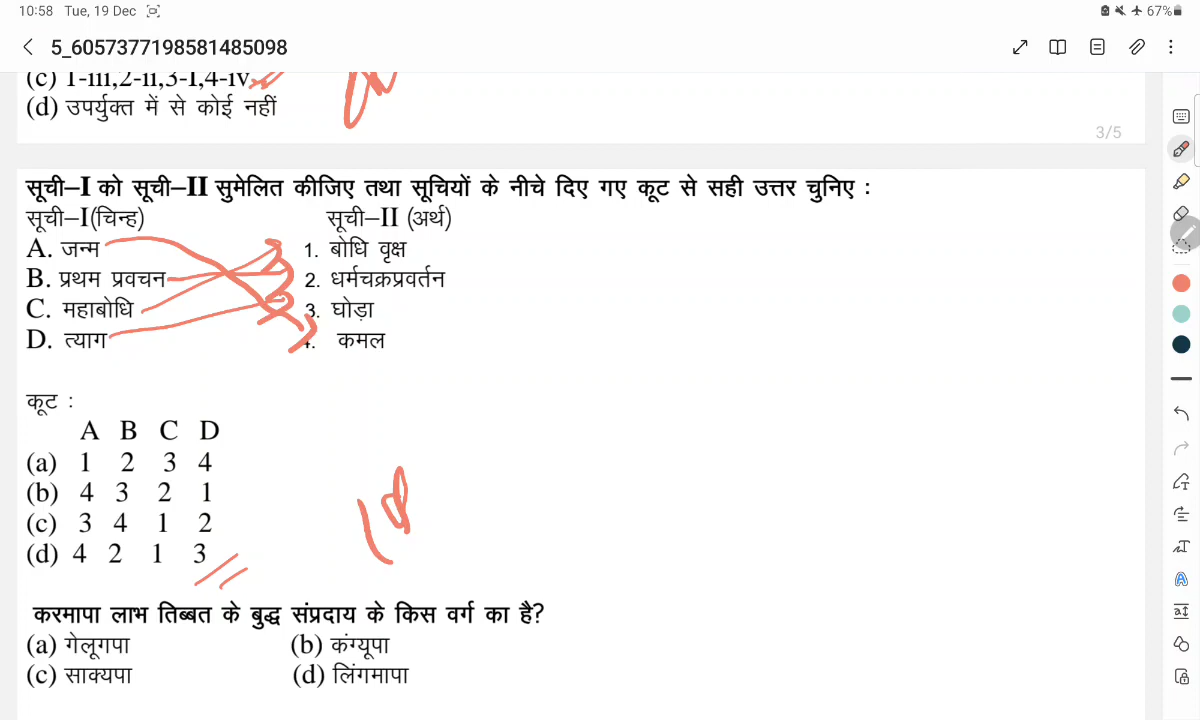 10:58 Tue, 19 Dec 67%
5_6057377198581485098
(c) 1-iii,2-ii,3-I,4-iv
(d) उपर्युक्त में से कोई नहीं
3/5
सूची–I को सूची–II सुमेलित कीजिए तथा सूचियों के नीचे दिए गए कूट से सही उत्तर चुनिए :
सूची–I(चिन्ह) सूची–II (अर्थ)
A. जन्म 1. बोधि वृक्ष
B. प्रथम प्रवचन 2. धर्मचक्रप्रवर्तन
C. महाबोधि 3. घोड़ा
D. त्याग 4. कमल
कूट :
A B C D
(a) 1 2 3 4
(b) 4 3 2 1
(c) 3 4 1 2
(d) 4 2 1 3
करमापा लाभ तिब्बत के बुद्ध संप्रदाय के किस वर्ग का है?
(a) गेलूगपा (b) कंग्यूपा
(c) साक्यपा (d) लिंगमापा